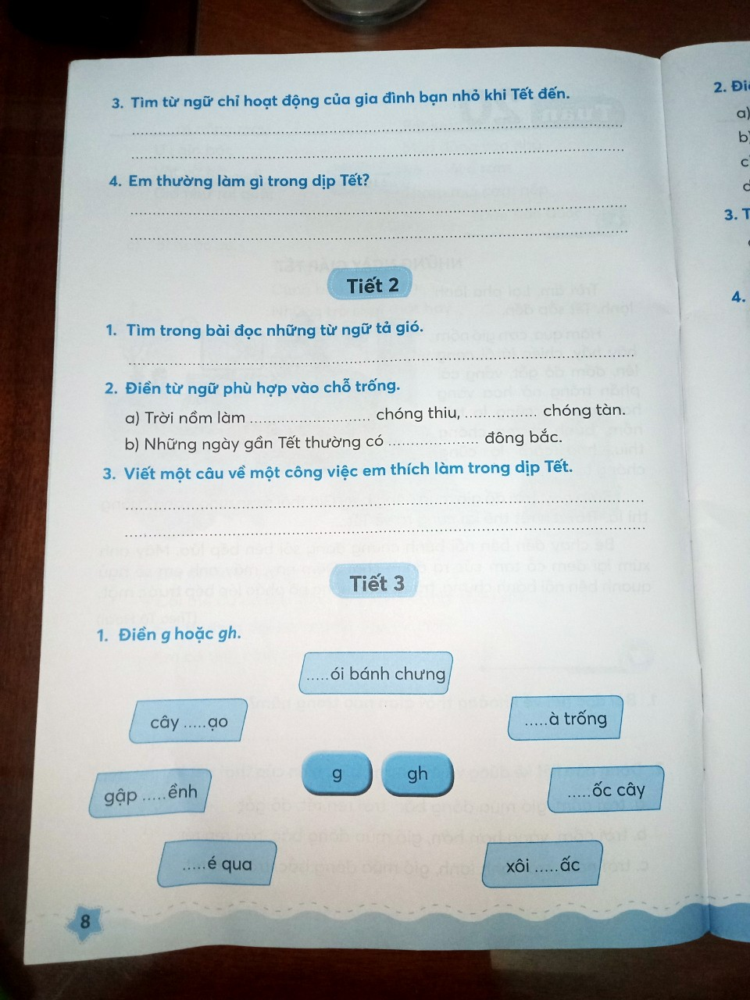 3. Tìm từ ngữ chỉ hoạt động của gia đình bạn nhỏ khi Tết đến.
4. Em thường làm gì trong dịp Tết?
Tiết 2
1. Tìm trong bài đọc những từ ngữ tả gió.
2. Điền từ ngữ phù hợp vào chỗ trống.
a) Trời nồm làm .......................... chóng thiu, ................ chóng tàn.
b) Những ngày gần Tết thường có .................... đông bắc.
3. Viết một câu về một công việc em thích làm trong dịp Tết.
Tiết 3
1. Điền g hoặc gh.
.....ói bánh chưng
cây .....ạo
.....à trống
g
gh
gập .....ềnh
.....ốc cây
.....é qua
xôi .....ấc
8
2.
a)
b)
3.
4.